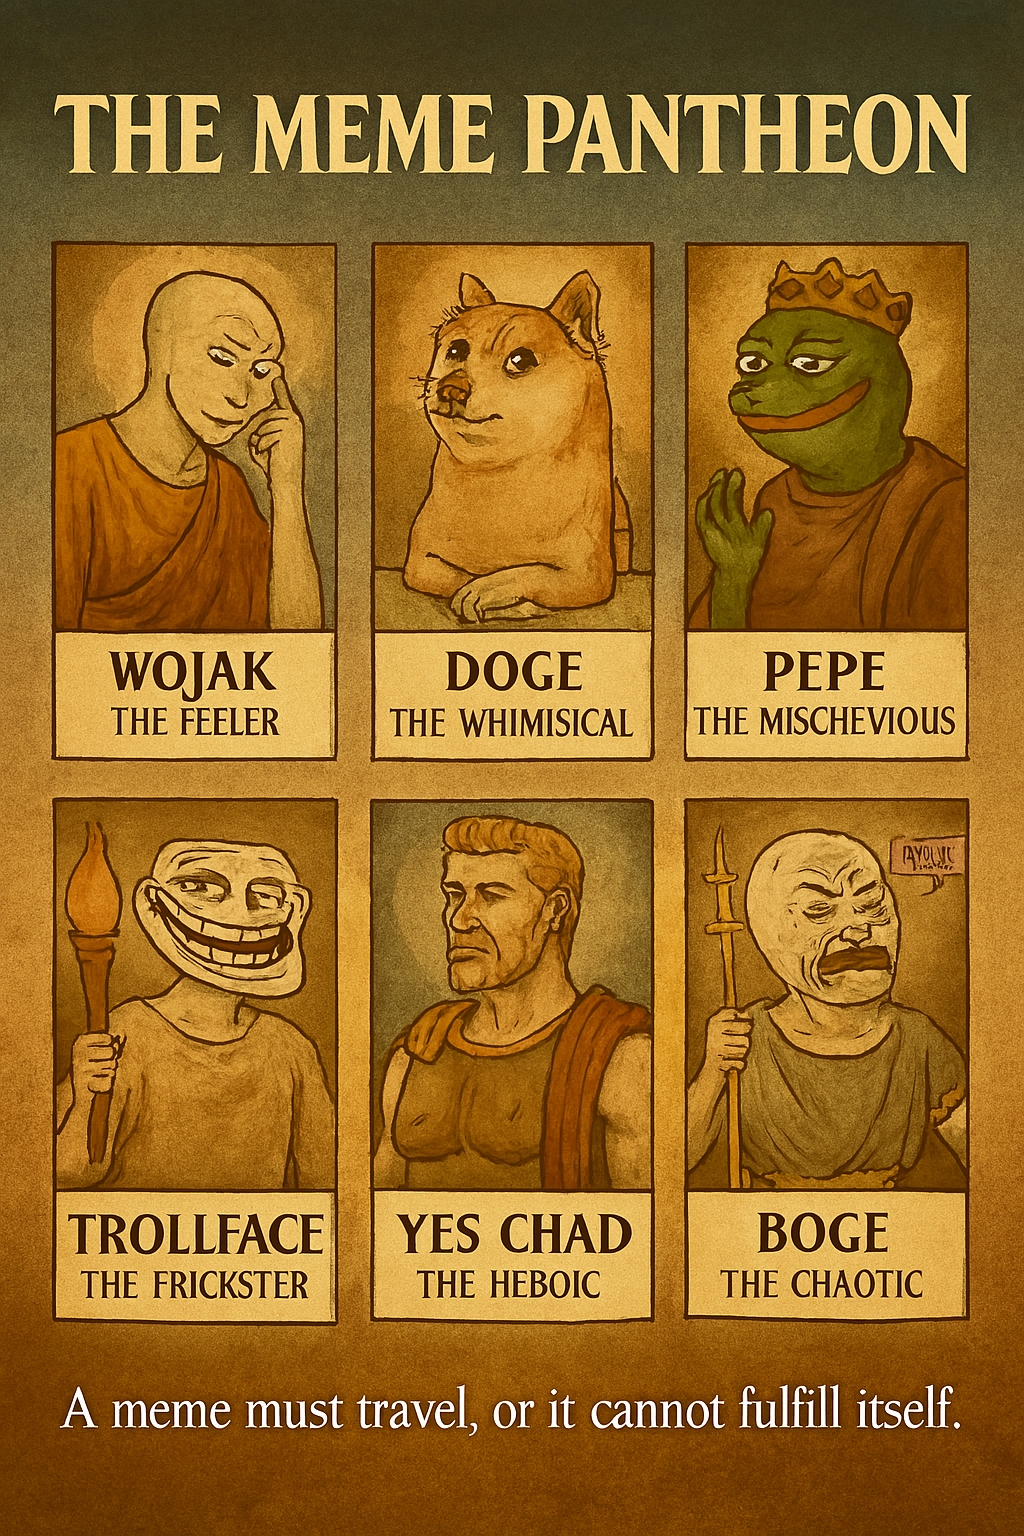 THE MEME PANTHEON
WOJAK
THE FEELER
DOGE
THE WHIMISICAL
PEPE
THE MISCHEVIOUS
TROLLFACE
THE FRICKSTER
YES CHAD
THE HEBOIC
BOGE
THE CHAOTIC
A meme must travel, or it cannot fulfill itself.